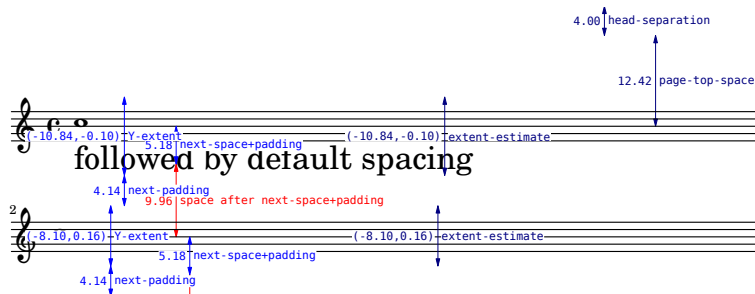 4.00 head-separation
12.42 page-top-space
(-10.84,-0.10) Y-extent (-10.84,-0.10) extent-estimate
5.18 next-space+padding
followed by default spacing
4.14 next-padding
9.96 space after next-space+padding
2
(-8.10,0.16) Y-extent (-8.10,0.16) extent-estimate
5.18 next-space+padding
4.14 next-padding